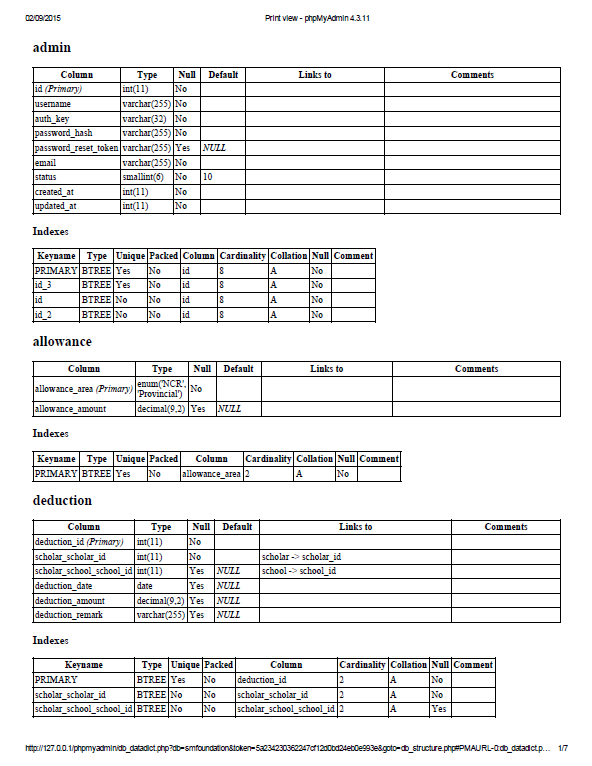 02/09/2015 Print view - phpMyAdmin 4.3.11
admin
Column Type Null Default Links to Comments
id (Primary) int(11) No
username varchar(255) No
auth_key varchar(32) No
password_hash varchar(255) No
password_reset_token varchar(255) Yes NULL
email varchar(255) No
status smallint(6) No 10
created_at int(11) No
updated_at int(11) No
Indexes
Keyname Type Unique Packed Column Cardinality Collation Null Comment
PRIMARY BTREE Yes No id 8 A No
id_3 BTREE Yes No id 8 A No
id BTREE No No id 8 A No
id_2 BTREE No No id 8 A No
allowance
Column Type Null Default Links to Comments
allowance_area (Primary) enum('NCR', 'Provincial') No
allowance_amount decimal(9,2) Yes NULL
Indexes
Keyname Type Unique Packed Column Cardinality Collation Null Comment
PRIMARY BTREE Yes No allowance_area 2 A No
deduction
Column Type Null Default Links to Comments
deduction_id (Primary) int(11) No
scholar_scholar_id int(11) No scholar -> scholar_id
scholar_school_school_id int(11) Yes NULL school -> school_id
deduction_date date Yes NULL
deduction_amount decimal(9,2) Yes NULL
deduction_remark varchar(255) Yes NULL
Indexes
Keyname Type Unique Packed Column Cardinality Collation Null Comment
PRIMARY BTREE Yes No deduction_id 2 A No
scholar_scholar_id BTREE No No scholar_scholar_id 2 A No
scholar_school_school_id BTREE No No scholar_school_school_id 2 A Yes
http://127.0.0.1/phpmyadmin/db_datadict.php?db=smfoundation&token=5a234230362247cf12d0bd24eb0e993e&goto=db_structure.php#PMAURL-0:db_datadict.p… 1/7